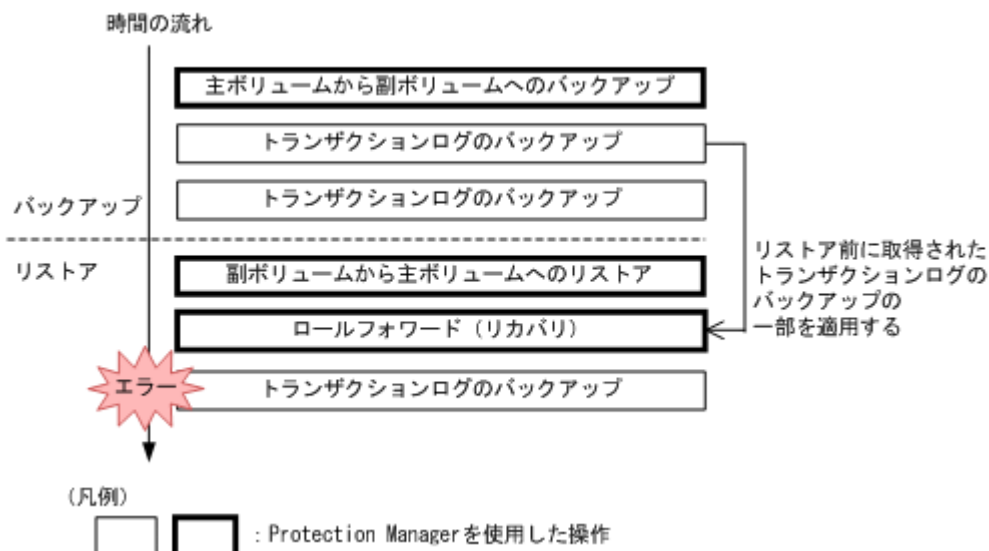 時間の流れ
主ボリュームから副ボリュームへのバックアップ
トランザクションログのバックアップ
トランザクションログのバックアップ
バックアップ
リストア
副ボリュームから主ボリュームへのリストア
ロールフォワード（リカバリ）
リストア前に取得された
トランザクションログの
バックアップの
一部を適用する
エラー
トランザクションログのバックアップ
（凡例）
：Protection Managerを使用した操作